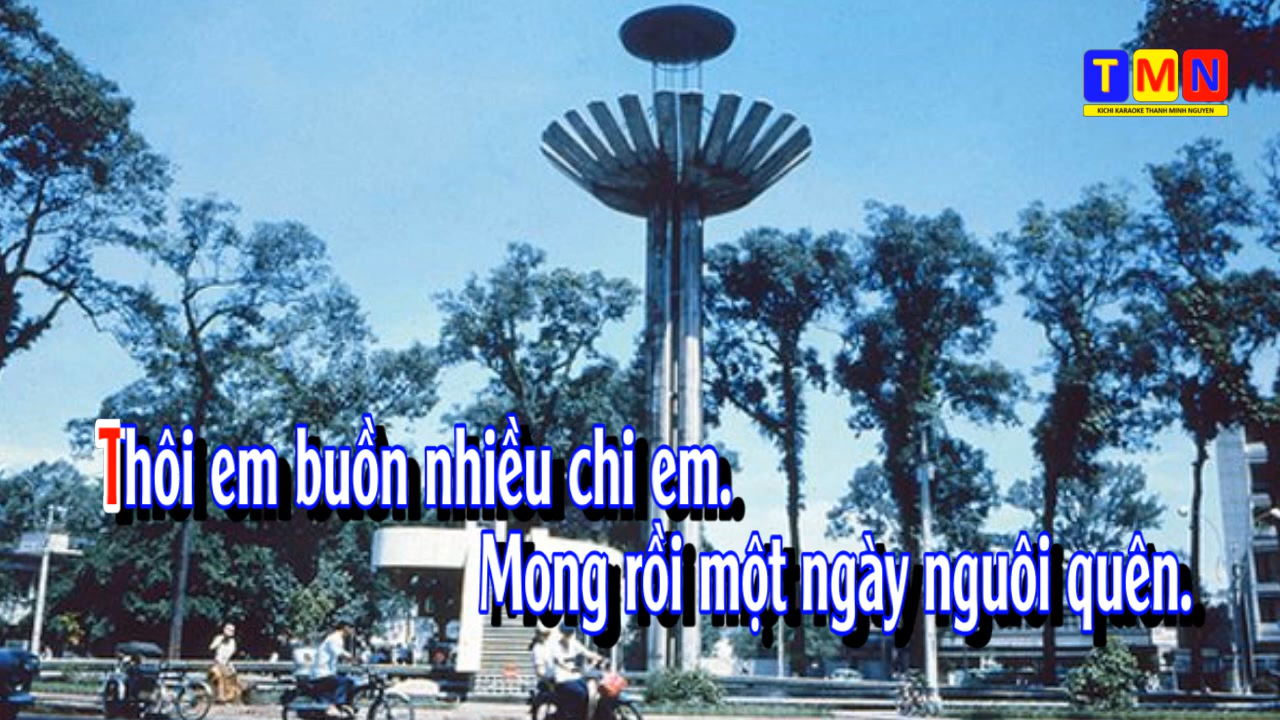 TMN
KICHI KARAOKE THANH MINH NGUYEN
Thôi em buồn nhiều chi em.
Mong rồi một ngày nguôi quên.